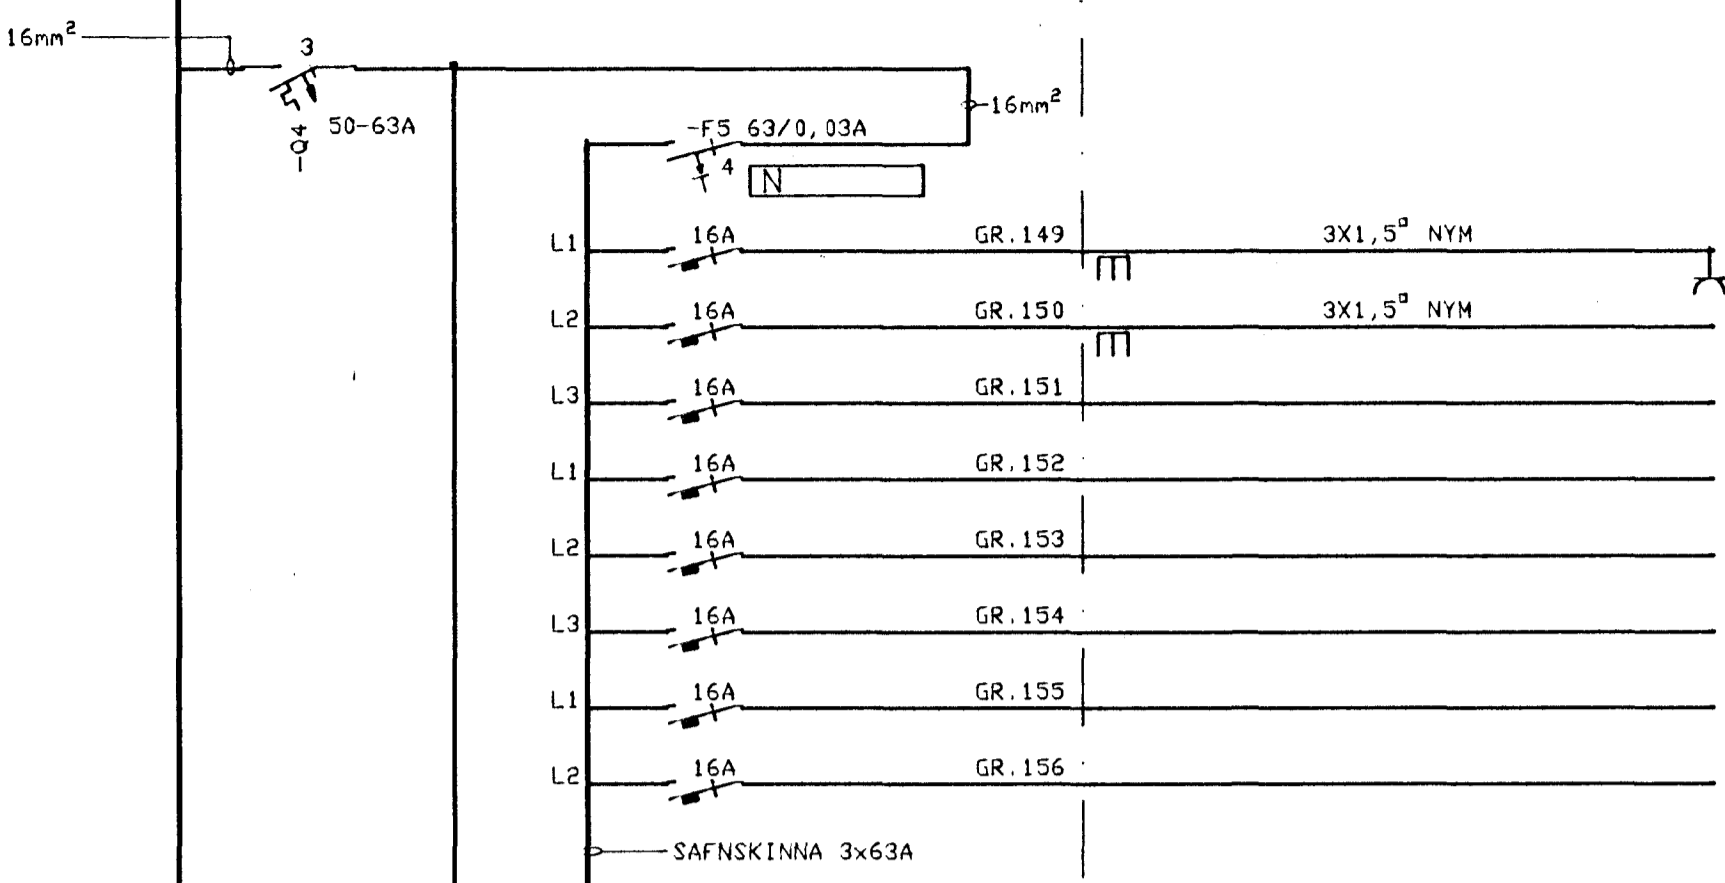 16mm²
3
50-63A
-Q4
16mm²
-F5 63/0,03A
4
N
L1 16A GR.149 3X1,5▫ NYM
L2 16A GR.150 3X1,5▫ NYM
L3 16A GR.151
L1 16A GR.152
L2 16A GR.153
L3 16A GR.154
L1 16A GR.155
L2 16A GR.156
SAFNSKINNA 3x63A